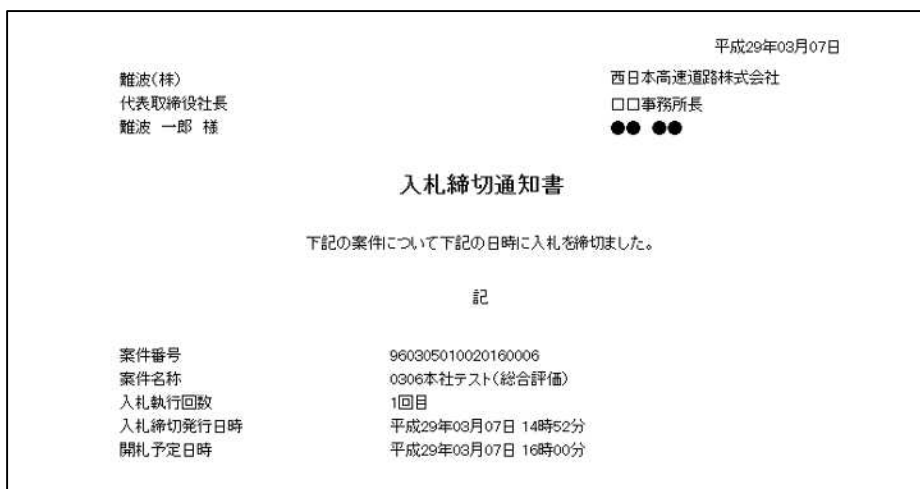 平成29年03月07日
難波(株)
西日本高速道路株式会社
代表取締役社長
□□事務所長
難波 一郎 様
●● ●●
入札締切通知書
下記の案件について下記の日時に入札を締切ました。
記
案件番号 960305010020160006
案件名称 0306本社テスト(総合評価)
入札執行回数 1回目
入札締切発行日時 平成29年03月07日 14時52分
開札予定日時 平成29年03月07日 16時00分